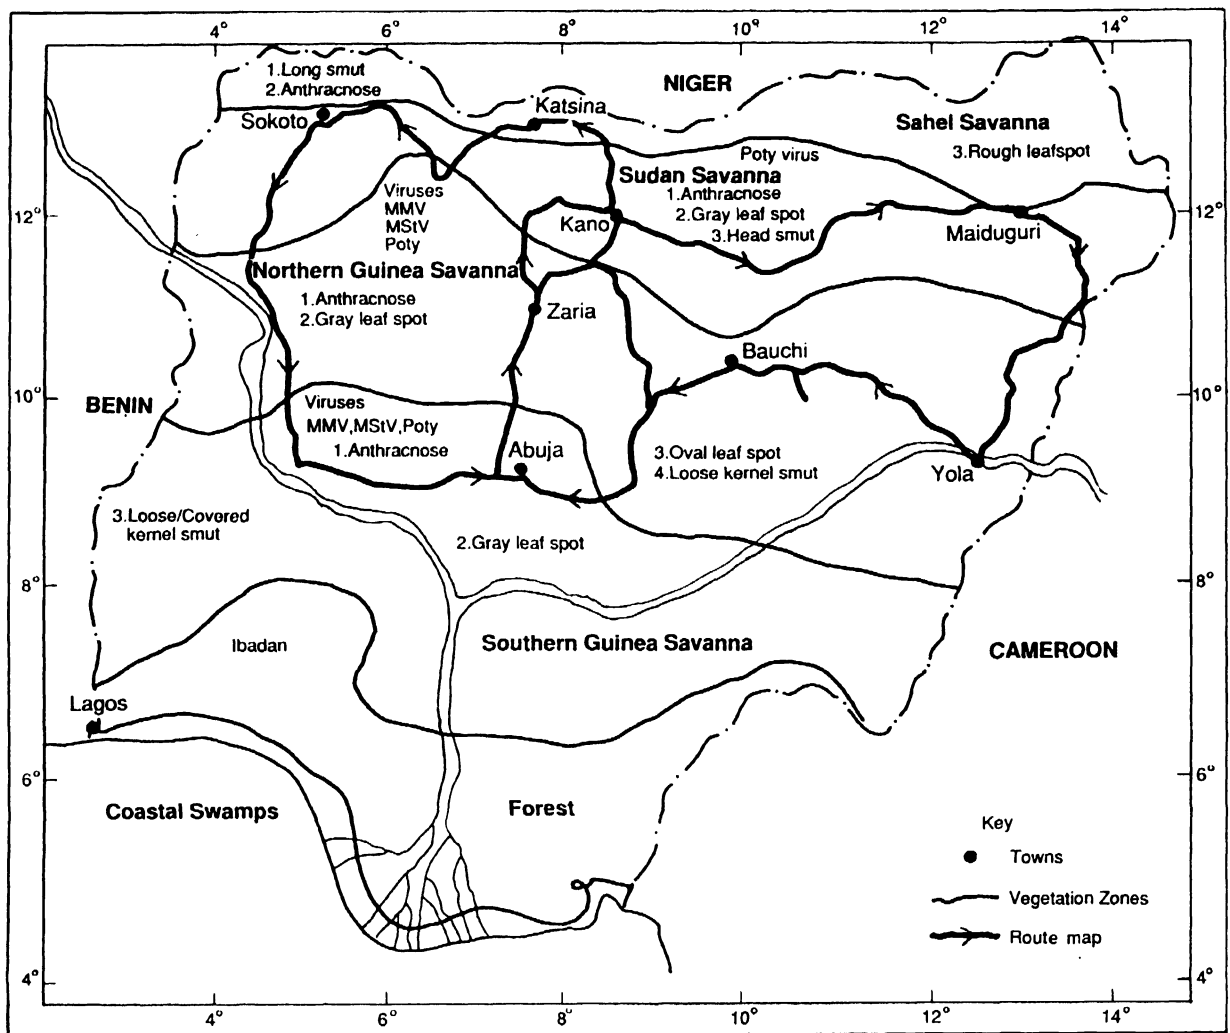 4° 6° 8° 10° 12° 14°
1.Long smut
2.Anthracnose
NIGER
Katsina
Sokoto
Sahel Savanna
3.Rough leafspot
Poty virus
Sudan Savanna
1.Anthracnose
2.Gray leaf spot
3.Head smut
Viruses
MMV
MStV
Poty
12° 12°
Kano
Maiduguri
Northern Guinea Savanna
1.Anthracnose
2.Gray leaf spot
Zaria
Bauchi
10° 10°
BENIN
Viruses
MMV,MStV,Poty
1.Anthracnose
Abuja
3.Oval leaf spot
4.Loose kernel smut
Yola
3.Loose/Covered
kernel smut
2.Gray leaf spot
8° 8°
Ibadan
Southern Guinea Savanna
CAMEROON
Lagos
6° 6°
Coastal Swamps
Forest
Key
Towns
Vegetation Zones
Route map
4° 4°
4° 6° 8° 10° 12° 14°